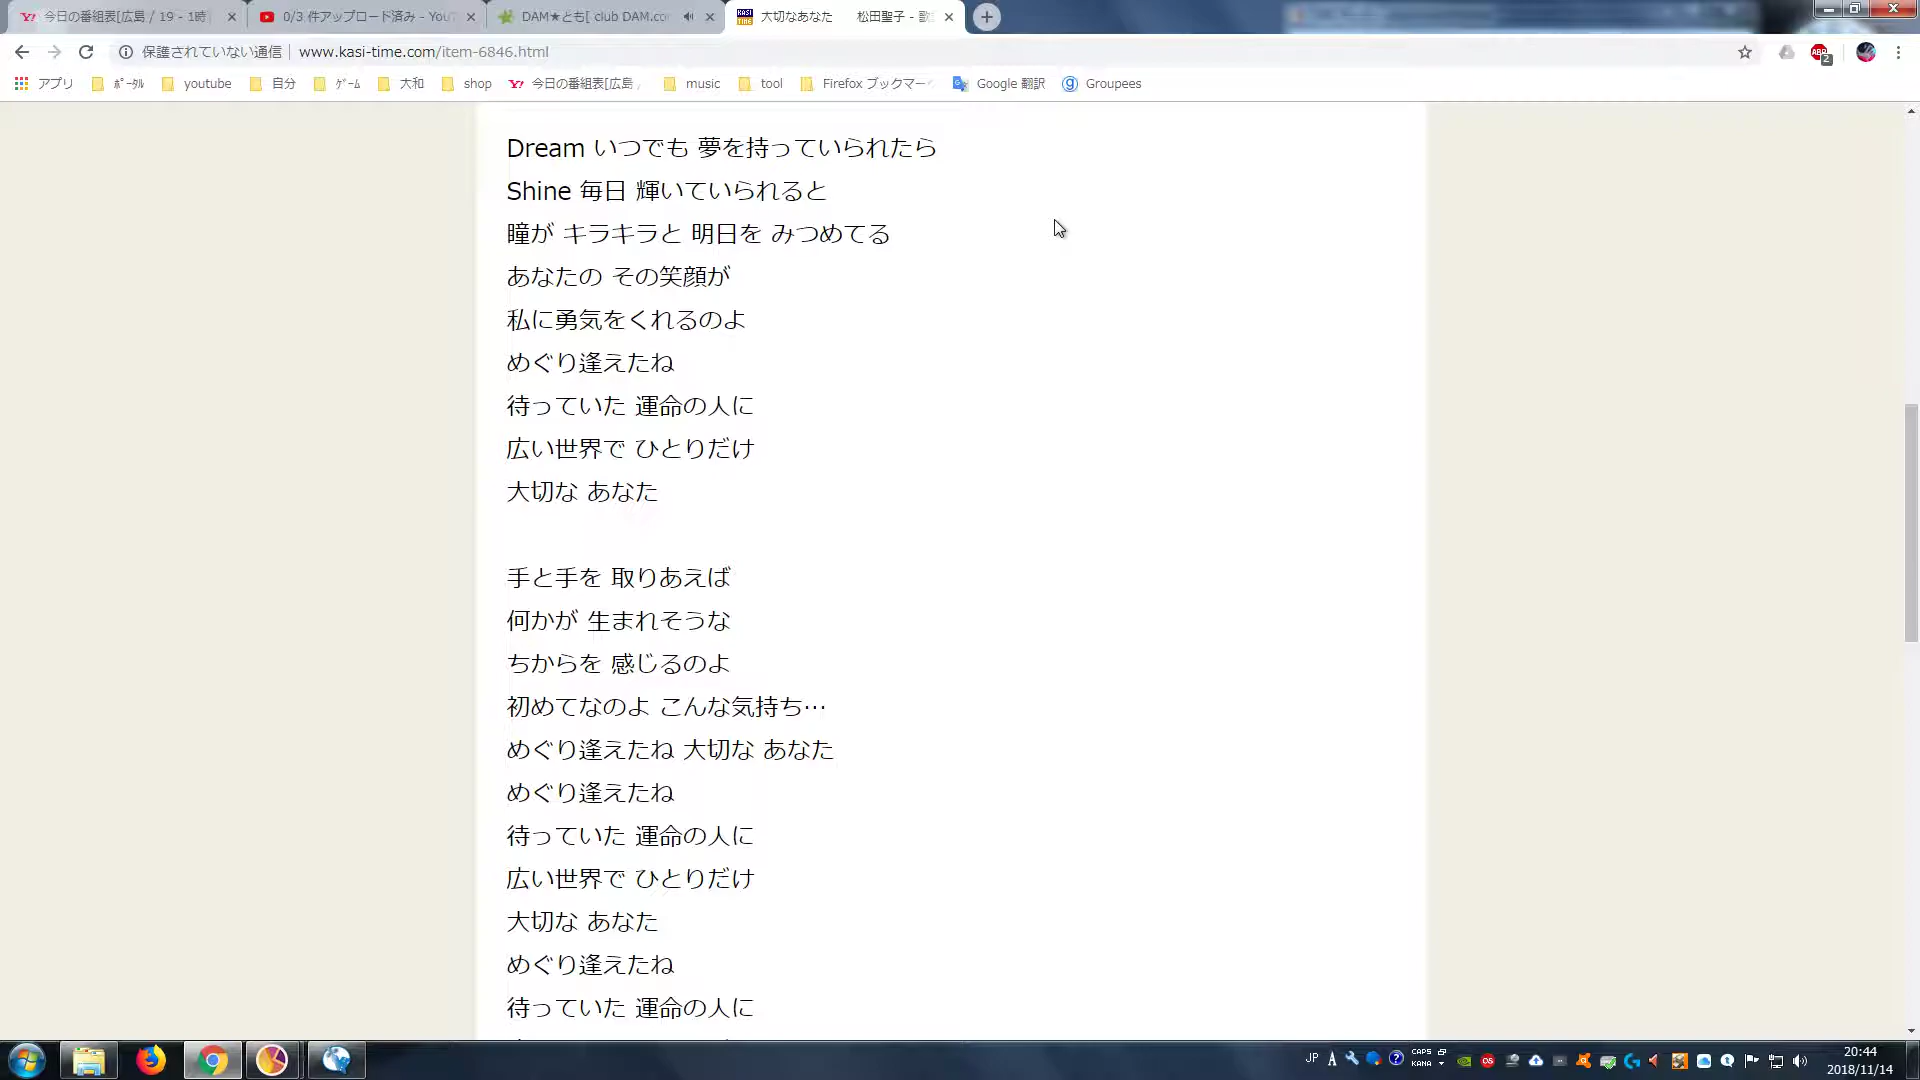 今日の番組表[広島 / 19 - 1時
0/3 件アップロード済み - You
DAM★とも[ club DAM.co
大切なあなた 松田聖子 - 歌
保護されていない通信 www.kasi-time.com/item-6846.html
アプリ ﾎﾟｰﾀﾙ youtube 自分 ｹﾞｰﾑ 大和 shop 今日の番組表[広島 music tool Firefox ブックマー Google 翻訳 Groupees
Dream いつでも 夢を持っていられたら
Shine 毎日 輝いていられると
瞳が キラキラと 明日を みつめてる
あなたの その笑顔が
私に勇気をくれるのよ
めぐり逢えたね
待っていた 運命の人に
広い世界で ひとりだけ
大切な あなた
手と手を 取りあえば
何かが 生まれそうな
ちからを 感じるのよ
初めてなのよ こんな気持ち…
めぐり逢えたね 大切な あなた
めぐり逢えたね
待っていた 運命の人に
広い世界で ひとりだけ
大切な あなた
めぐり逢えたね
待っていた 運命の人に
JP A CAPS KANA
20:44
2018/11/14